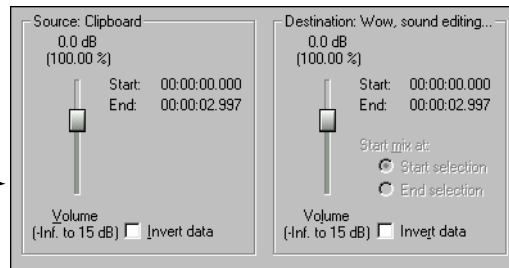 Source: Clipboard
0.0 dB
(100.00 %)
Start: 00:00:00.000
End: 00:00:02.997
Volume
(-Inf. to 15 dB)
Invert data
Destination: Wow, sound editing...
0.0 dB
(100.00 %)
Start: 00:00:00.000
End: 00:00:02.997
Start mix at:
Start selection
End selection
Volume
(-Inf. to 15 dB)
Invert data